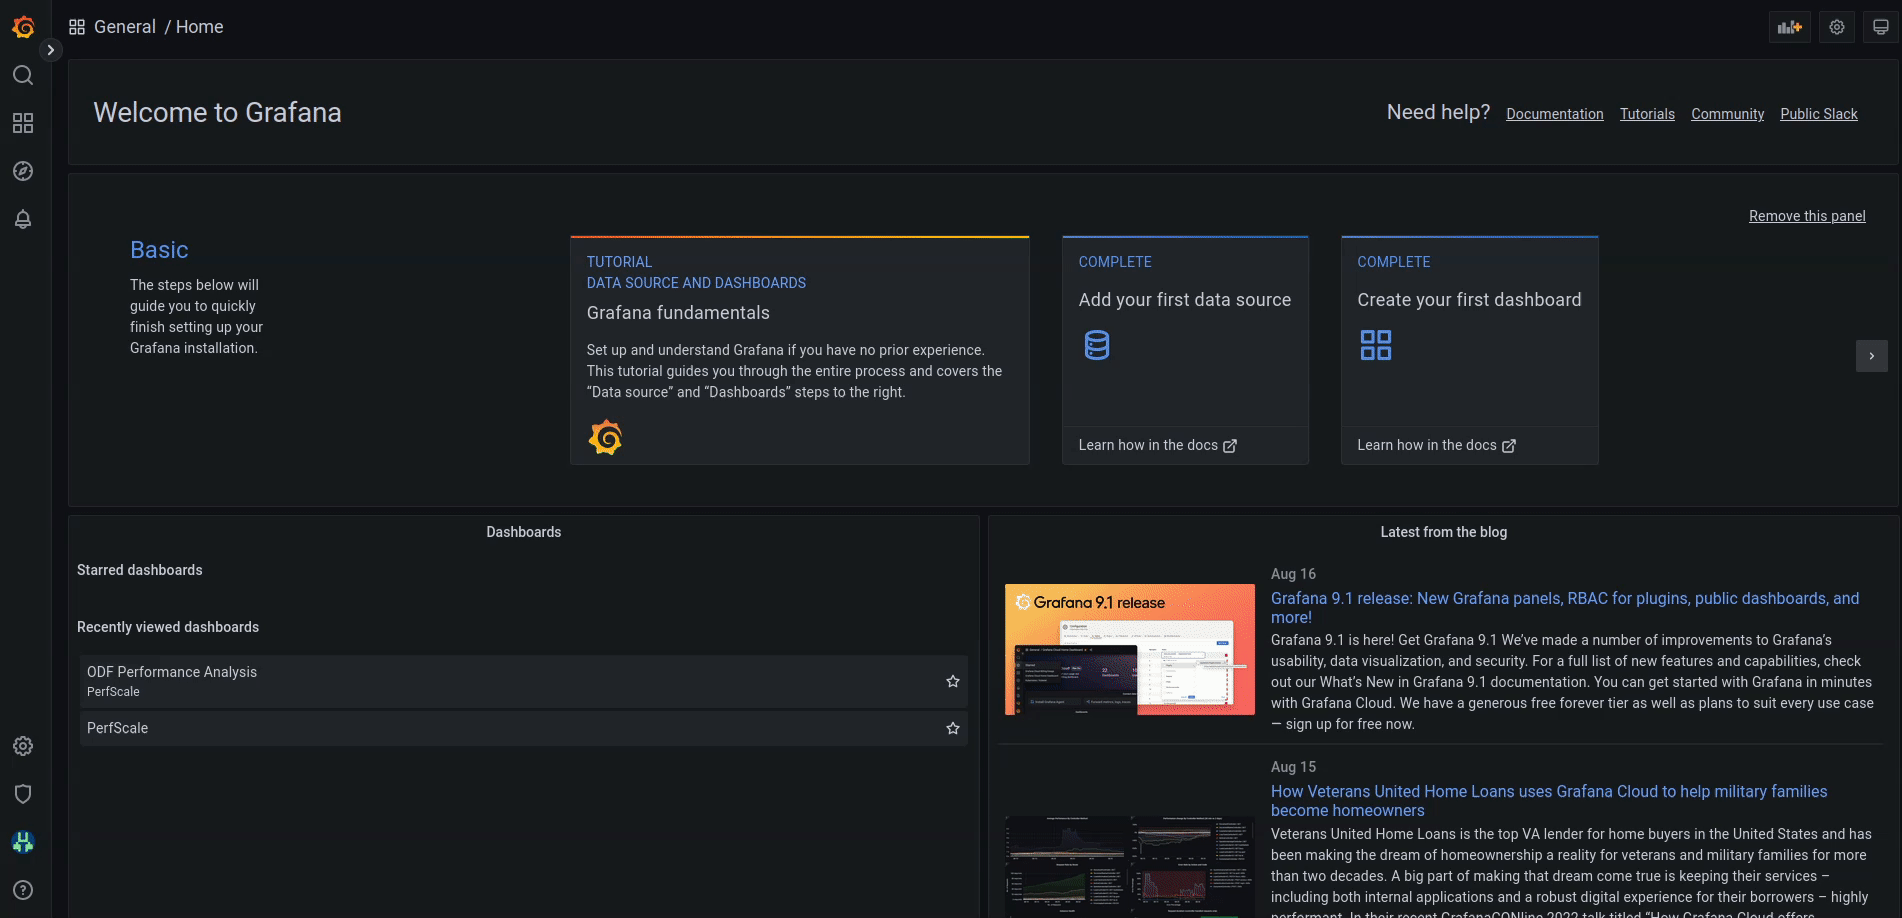 General / Home
Welcome to Grafana
Need help? Documentation Tutorials Community Public Slack
Remove this panel
Basic
The steps below will
guide you to quickly
finish setting up your
Grafana installation.
TUTORIAL
DATA SOURCE AND DASHBOARDS
Grafana fundamentals
Set up and understand Grafana if you have no prior experience.
This tutorial guides you through the entire process and covers the
“Data source” and “Dashboards” steps to the right.
COMPLETE
Add your first data source
Learn how in the docs
COMPLETE
Create your first dashboard
Learn how in the docs
Dashboards
Starred dashboards
Recently viewed dashboards
ODF Performance Analysis
PerfScale
PerfScale
Latest from the blog
Grafana 9.1 release
Aug 16
Grafana 9.1 release: New Grafana panels, RBAC for plugins, public dashboards, and
more!
Grafana 9.1 is here! Get Grafana 9.1 We’ve made a number of improvements to Grafana’s
usability, data visualization, and security. For a full list of new features and capabilities, check
out our What’s New in Grafana 9.1 documentation. You can get started with Grafana in minutes
with Grafana Cloud. We have a generous free forever tier as well as plans to suit every use case
— sign up for free now.
Aug 15
How Veterans United Home Loans uses Grafana Cloud to help military families
become homeowners
Veterans United Home Loans is the top VA lender for home buyers in the United States and has
been making the dream of homeownership a reality for veterans and military families for more
than two decades. A big part of making that dream come true is keeping their services –
including both internal applications and a robust digital experience for their borrowers – highly
performant. In their recent GrafanaCONline 2022 talk titled “How Grafana Cloud offers